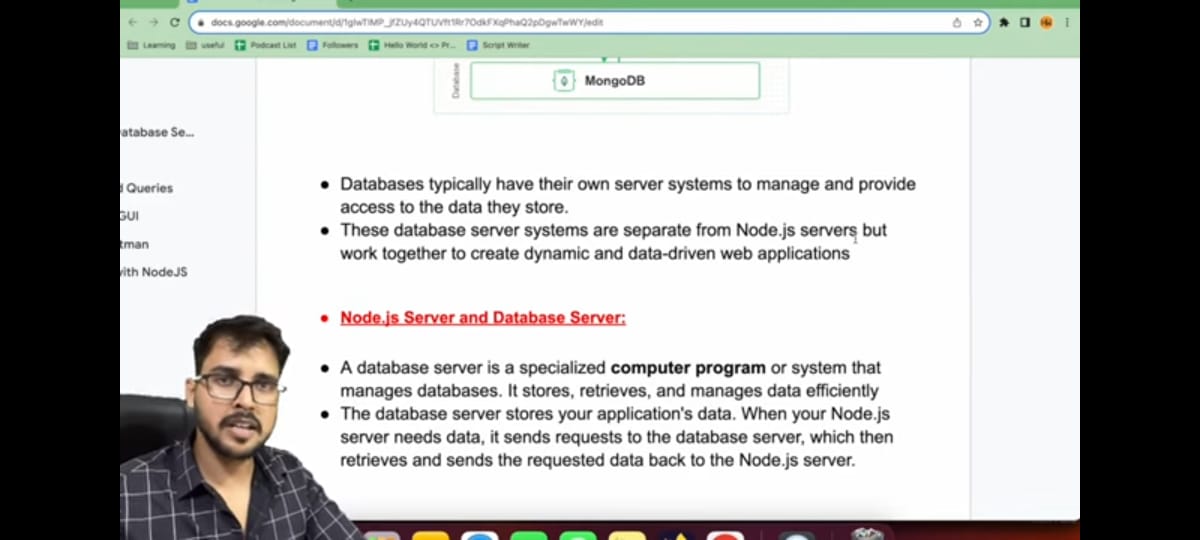 docs.google.com/document/d/1glwTlMP_jfZUy4QTUVft1Rr7OdkFXqPhaQ2pDgwTwWY/edit
Learning useful Podcast List Followers Hello World <> Pr... Script Writer
Database
MongoDB
atabase Se...
Queries
GUI
tman
with NodeJS
● Databases typically have their own server systems to manage and provide
access to the data they store.
● These database server systems are separate from Node.js servers but
work together to create dynamic and data-driven web applications
● Node.js Server and Database Server:
● A database server is a specialized computer program or system that
manages databases. It stores, retrieves, and manages data efficiently
● The database server stores your application's data. When your Node.js
server needs data, it sends requests to the database server, which then
retrieves and sends the requested data back to the Node.js server.